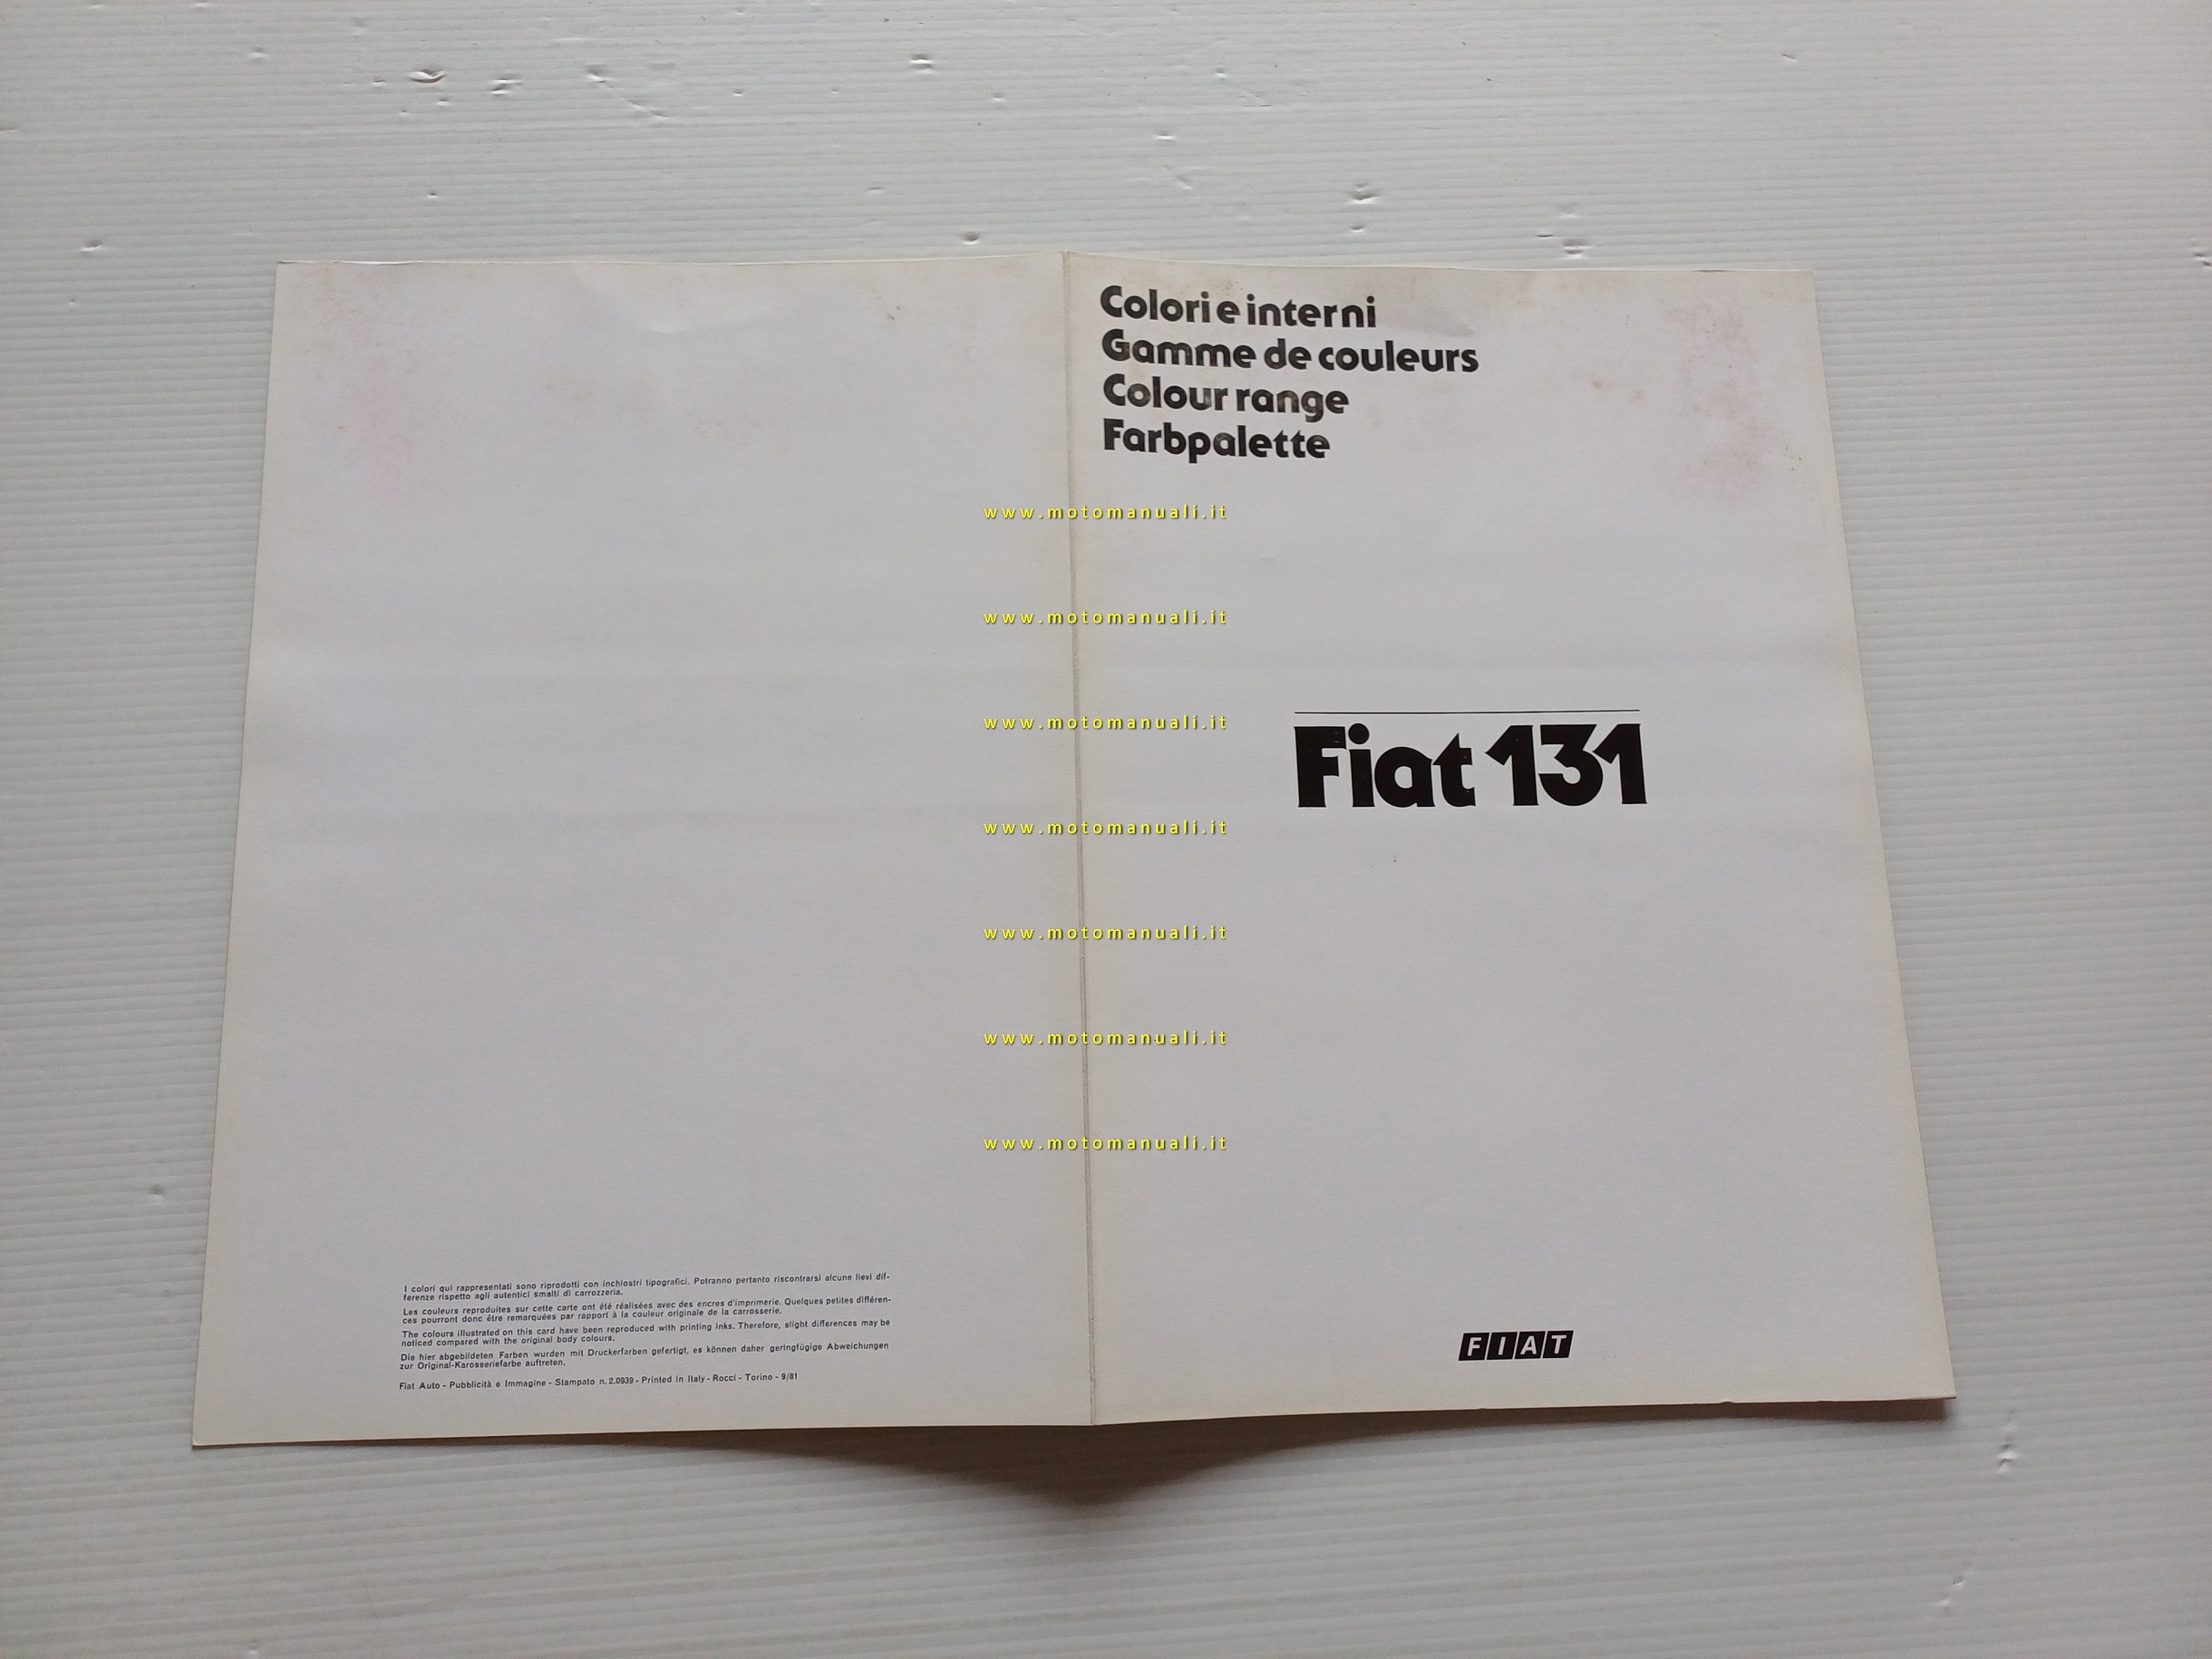 Colori e interni
Gamme de couleurs
Colour range
Farbpalette
www.motomanuali.it
www.motomanuali.it
www.motomanuali.it
Fiat 131
www.motomanuali.it
www.motomanuali.it
www.motomanuali.it
www.motomanuali.it
I colori qui rappresentati sono riprodotti con inchiostri tipografici. Potranno pertanto riscontrarsi alcune lievi dif-
ferenze rispetto agli autentici smalti di carrozzeria.
Les couleurs reproduites sur cette carte ont été réalisées avec des encres d'imprimerie. Quelques petites différen-
ces pourront donc être remarquées par rapport à la couleur originale de la carrosserie.
The colours illustrated on this card have been reproduced with printing inks. Therefore, slight differences may be
noticed compared with the original body colours.
Die hier abgebildeten Farben wurden mit Druckerfarben gefertigt, es können daher geringfügige Abweichungen
zur Original-Karosseriefarbe auftreten.
Fiat Auto - Pubblicità e Immagine - Stampato n. 2.0939 - Printed in Italy - Rocci - Torino - 9/81
FIAT